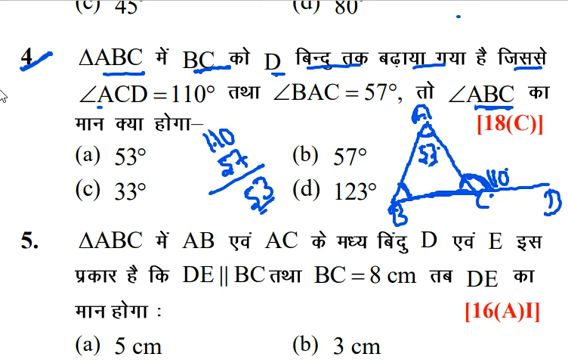 (c) 45° (d) 80°
4 ΔABC में BC को D बिन्दु तक बढ़ाया गया है जिससे
∠ACD = 110° तथा ∠BAC = 57°, तो ∠ABC का
मान क्या होगा– [18(C)]
(a) 53° (b) 57°
(c) 33° (d) 123°
110
57
53
A
57°
110
B C D
5. ΔABC में AB एवं AC के मध्य बिंदु D एवं E इस
प्रकार है कि DE || BC तथा BC = 8 cm तब DE का
मान होगा : [16(A)I]
(a) 5 cm (b) 3 cm